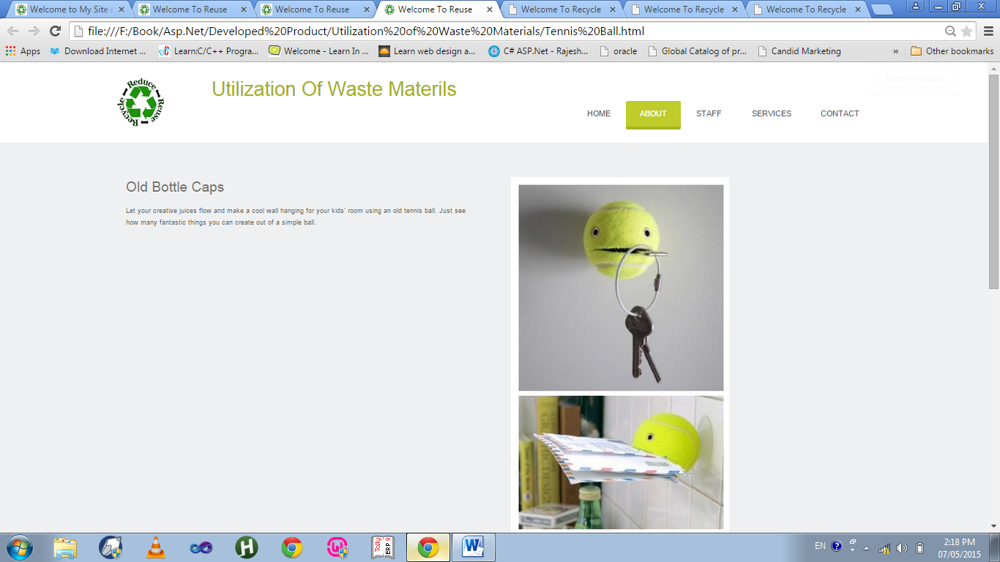 Welcome to My Site
Welcome To Reuse
Welcome To Reuse
Welcome To Reuse
Welcome To Recycle
Welcome To Recycle
Welcome To Recycle
file:///F:/Book/Asp.Net/Developed%20Product/Utilization%20of%20Waste%20Materials/Tennis%20Ball.html
Apps
Download Internet ...
Learn:C/C++ Progra...
Welcome - Learn In ...
Learn web design a...
C# ASP.Net - Rajesh...
oracle
Global Catalog of pr...
Candid Marketing
»
Other bookmarks
Reduce
Reuse
Recycle
Utilization Of Waste Materils
HOME
ABOUT
STAFF
SERVICES
CONTACT
Old Bottle Caps
Let your creative juices flow and make a cool wall hanging for your kids' room using an old tennis ball. Just see
how many fantastic things you can create out of a simple ball.
Tally
ERP 9
EN
2:18 PM
07/05/2015